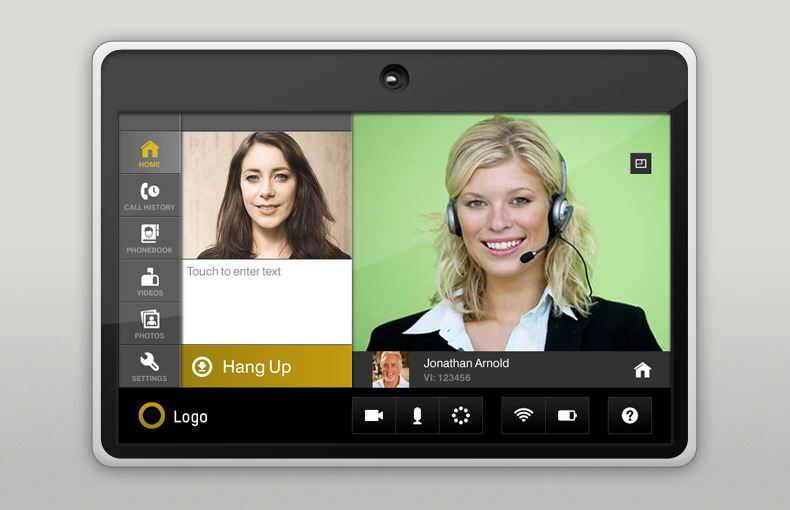 HOME
CALL HISTORY
PHONEBOOK
VIDEOS
PHOTOS
SETTINGS
Touch to enter text
Hang Up
Jonathan Arnold
VI: 123456
Logo
?